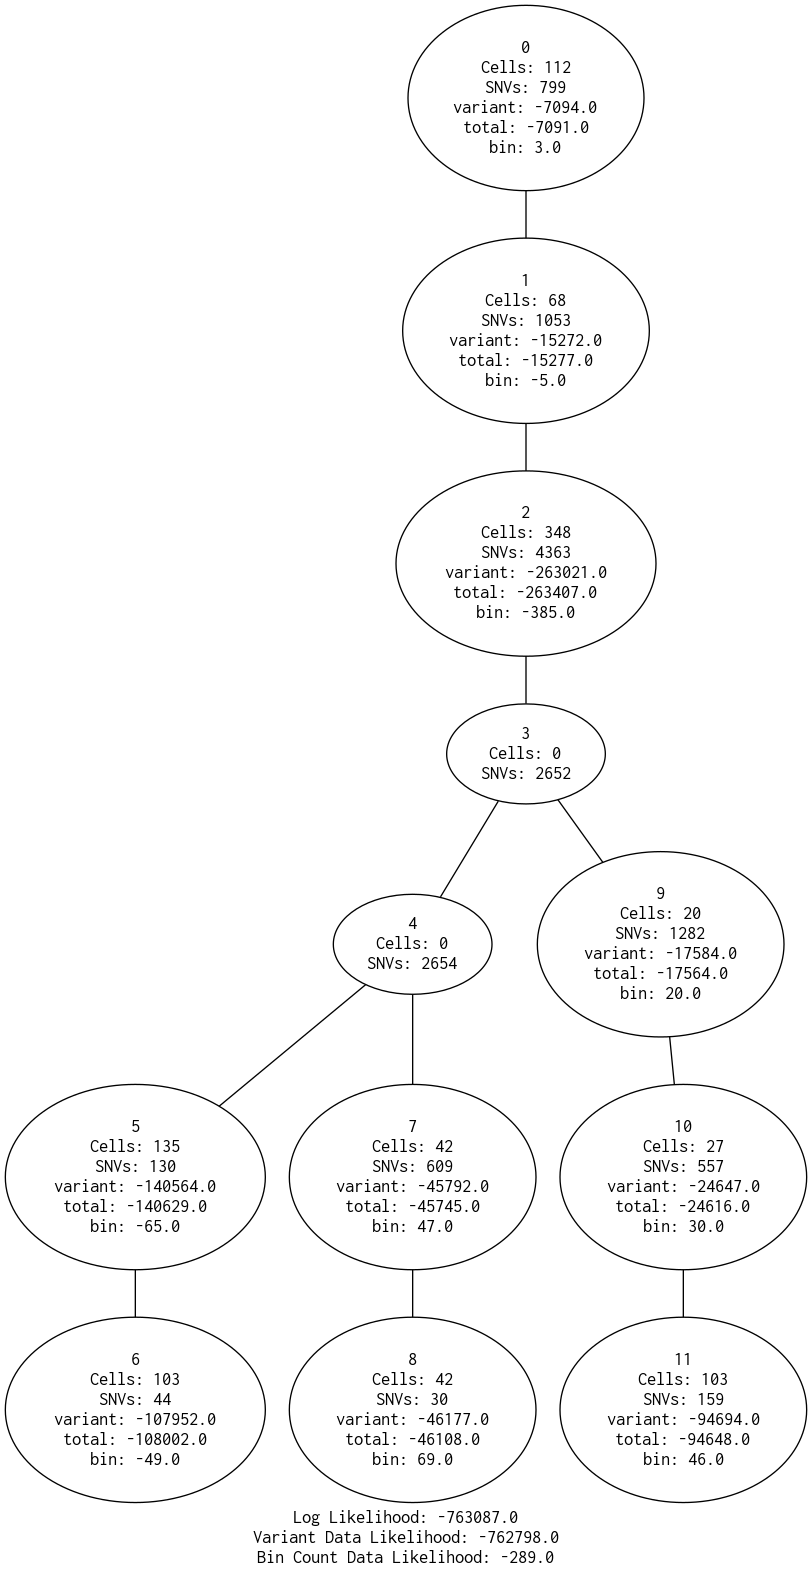 0
Cells: 112
SNVs: 799
variant: -7094.0
total: -7091.0
bin: 3.0
1
Cells: 68
SNVs: 1053
variant: -15272.0
total: -15277.0
bin: -5.0
2
Cells: 348
SNVs: 4363
variant: -263021.0
total: -263407.0
bin: -385.0
3
Cells: 0
SNVs: 2652
4
Cells: 0
SNVs: 2654
9
Cells: 20
SNVs: 1282
variant: -17584.0
total: -17564.0
bin: 20.0
5
Cells: 135
SNVs: 130
variant: -140564.0
total: -140629.0
bin: -65.0
7
Cells: 42
SNVs: 609
variant: -45792.0
total: -45745.0
bin: 47.0
10
Cells: 27
SNVs: 557
variant: -24647.0
total: -24616.0
bin: 30.0
6
Cells: 103
SNVs: 44
variant: -107952.0
total: -108002.0
bin: -49.0
8
Cells: 42
SNVs: 30
variant: -46177.0
total: -46108.0
bin: 69.0
11
Cells: 103
SNVs: 159
variant: -94694.0
total: -94648.0
bin: 46.0
Log Likelihood: -763087.0
Variant Data Likelihood: -762798.0
Bin Count Data Likelihood: -289.0